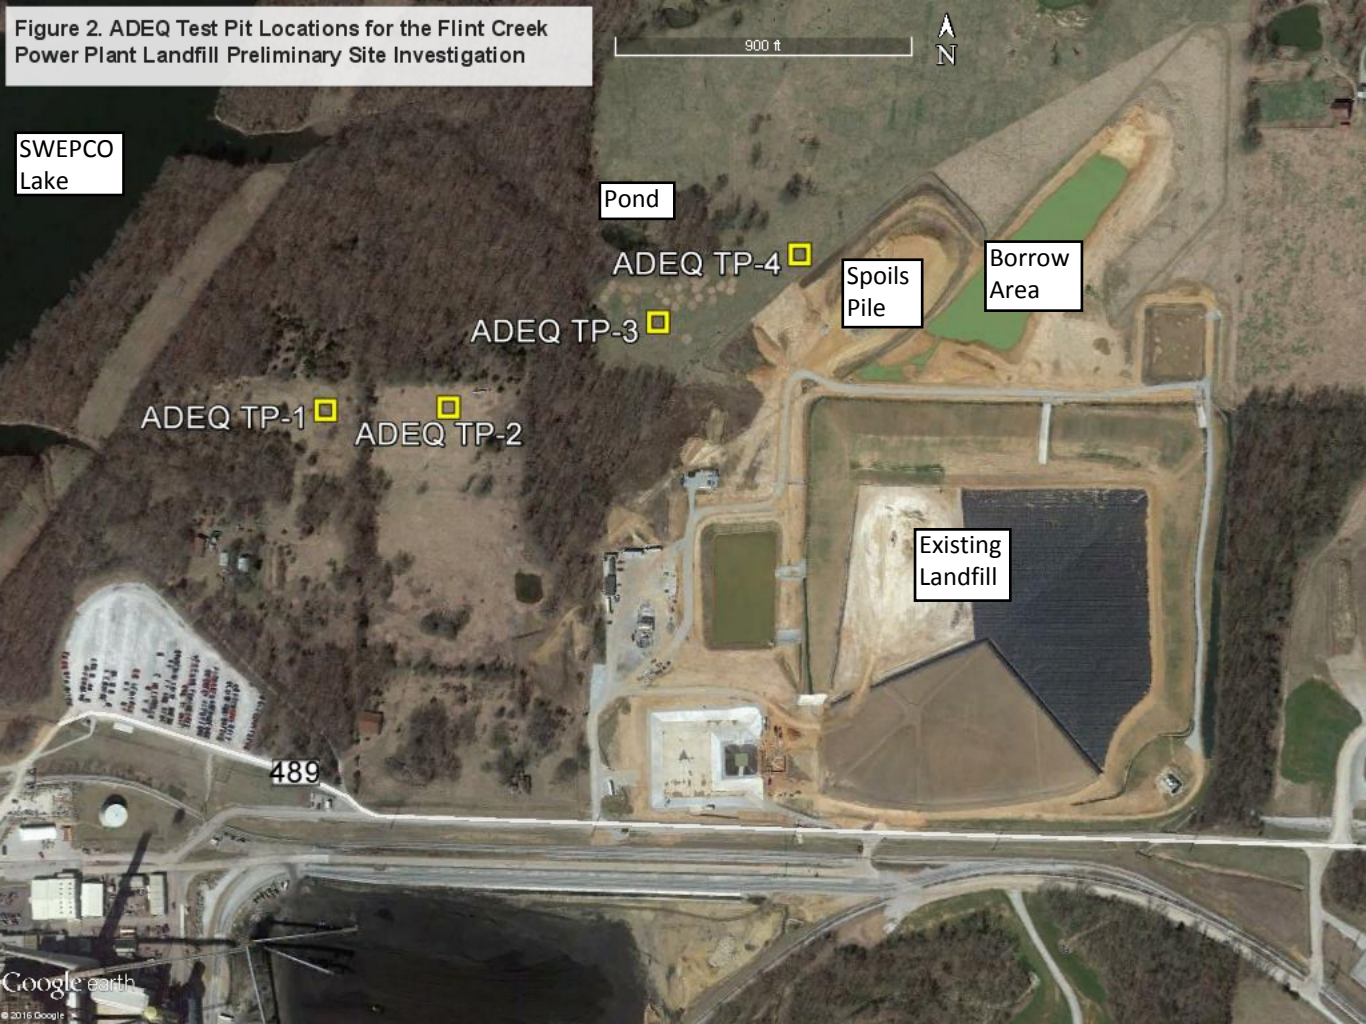 Figure 2. ADEQ Test Pit Locations for the Flint Creek
Power Plant Landfill Preliminary Site Investigation
900 ft
N
SWEPCO
Lake
Pond
ADEQ TP-4
Spoils
Pile
Borrow
Area
ADEQ TP-3
ADEQ TP-1
ADEQ TP-2
Existing
Landfill
489
Google earth
© 2016 Google